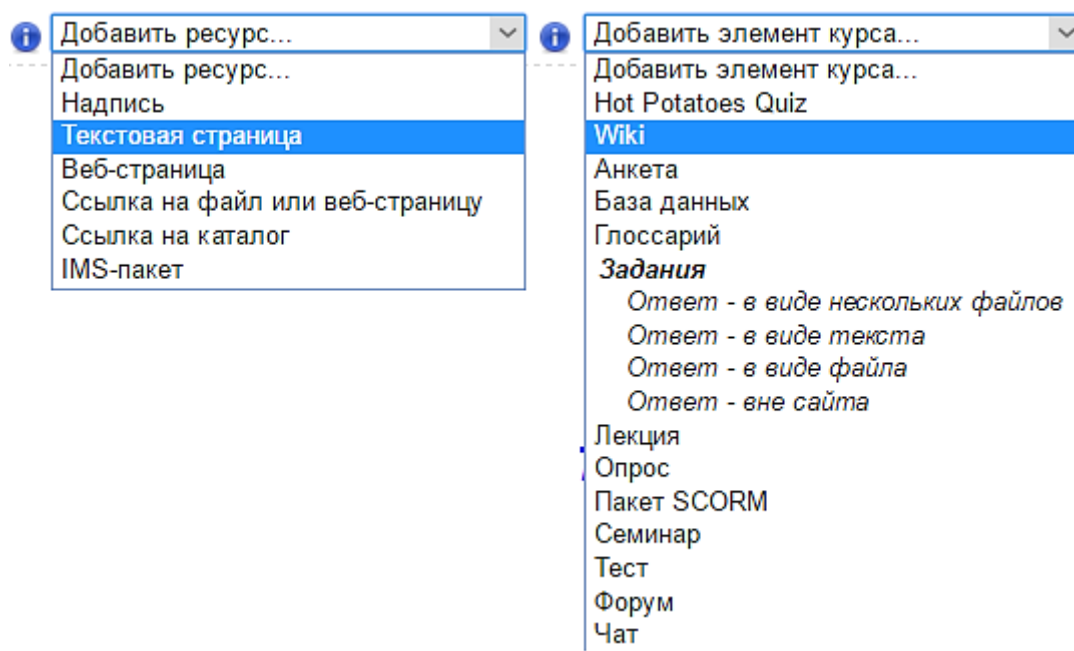 Добавить ресурс...
Добавить ресурс...
Надпись
Текстовая страница
Веб-страница
Ссылка на файл или веб-страницу
Ссылка на каталог
IMS-пакет
Добавить элемент курса...
Добавить элемент курса...
Hot Potatoes Quiz
Wiki
Анкета
База данных
Глоссарий
Задания
Ответ - в виде нескольких файлов
Ответ - в виде текста
Ответ - в виде файла
Ответ - вне сайта
Лекция
Опрос
Пакет SCORM
Семинар
Тест
Форум
Чат